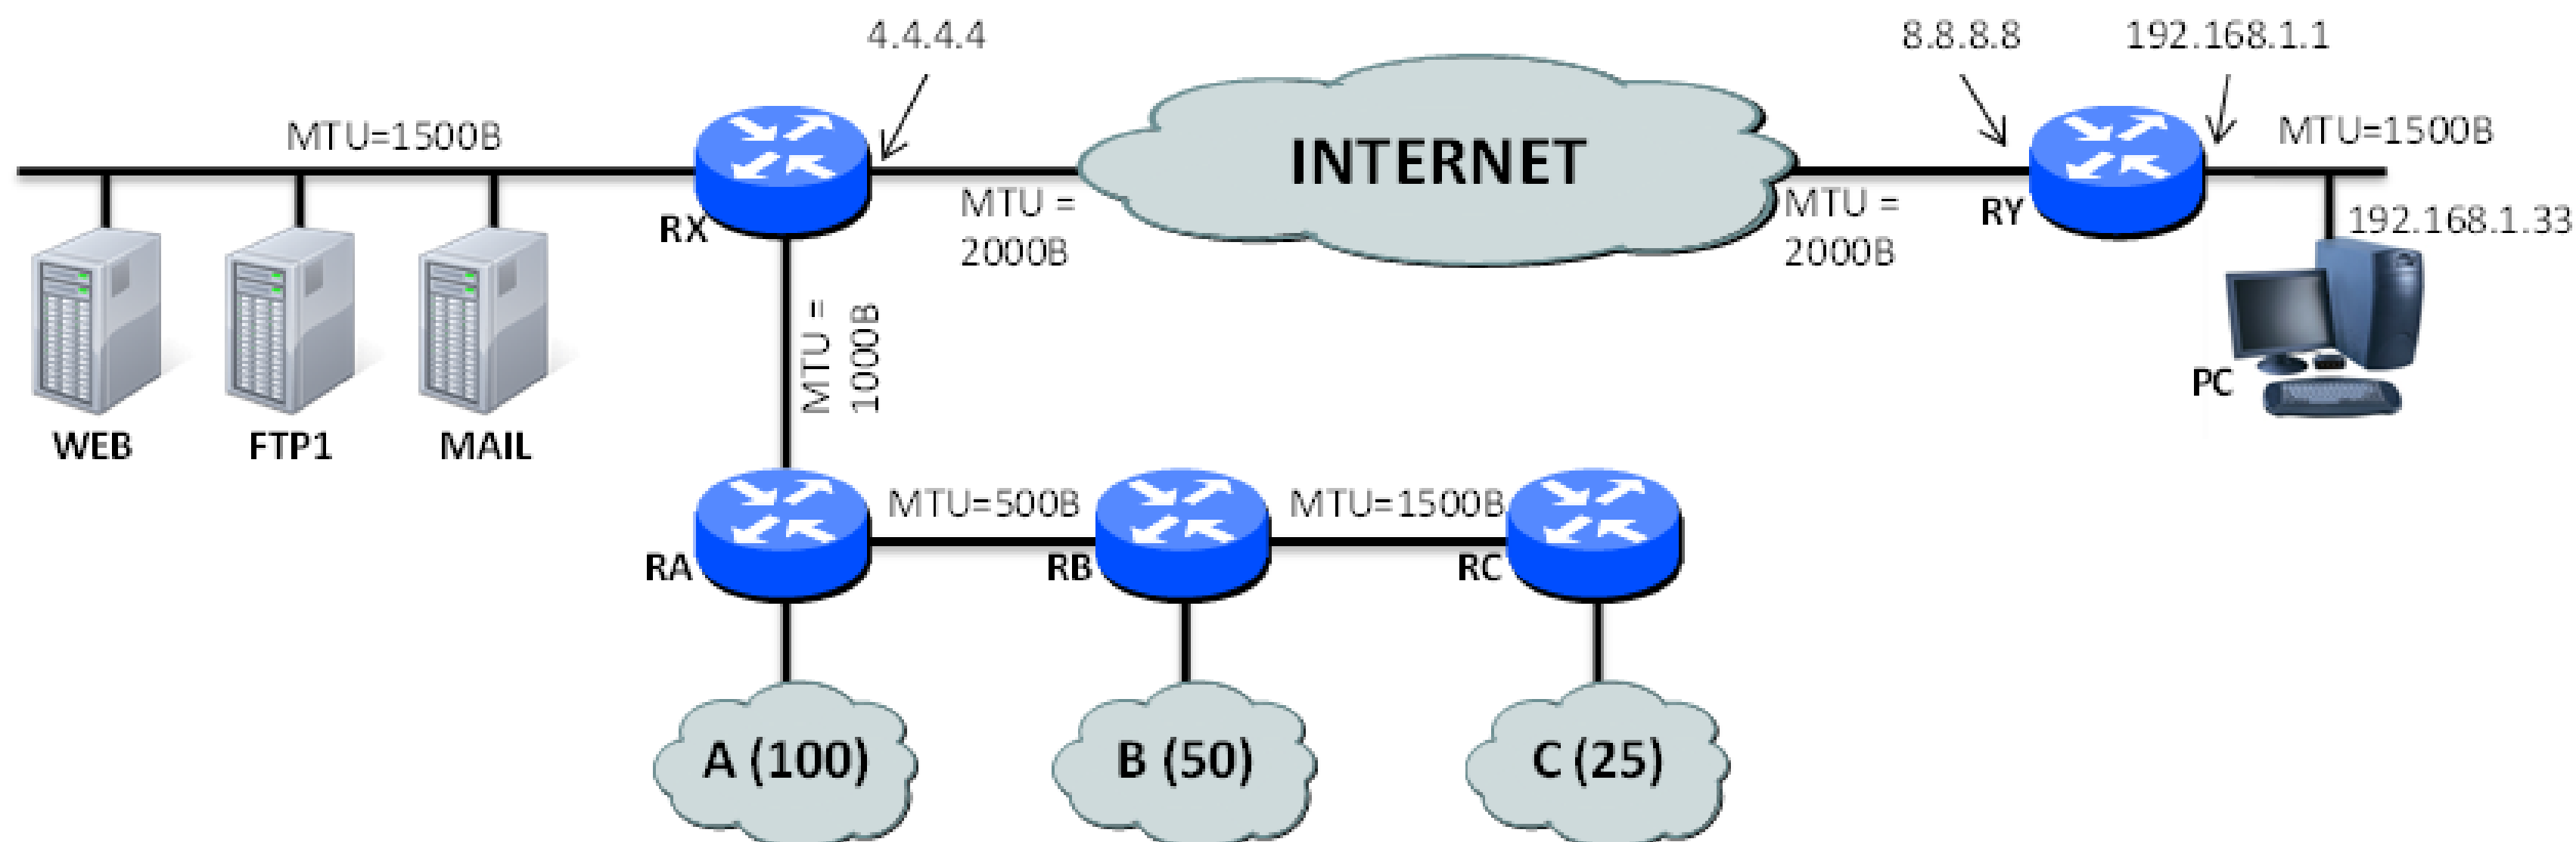 4.4.4.4
8.8.8.8
192.168.1.1
MTU=1500B
INTERNET
MTU=1500B
RX
MTU =
2000B
MTU =
2000B
RY
192.168.1.33
MTU =
1000B
PC
WEB
FTP1
MAIL
MTU=500B
MTU=1500B
RA
RB
RC
A (100)
B (50)
C (25)